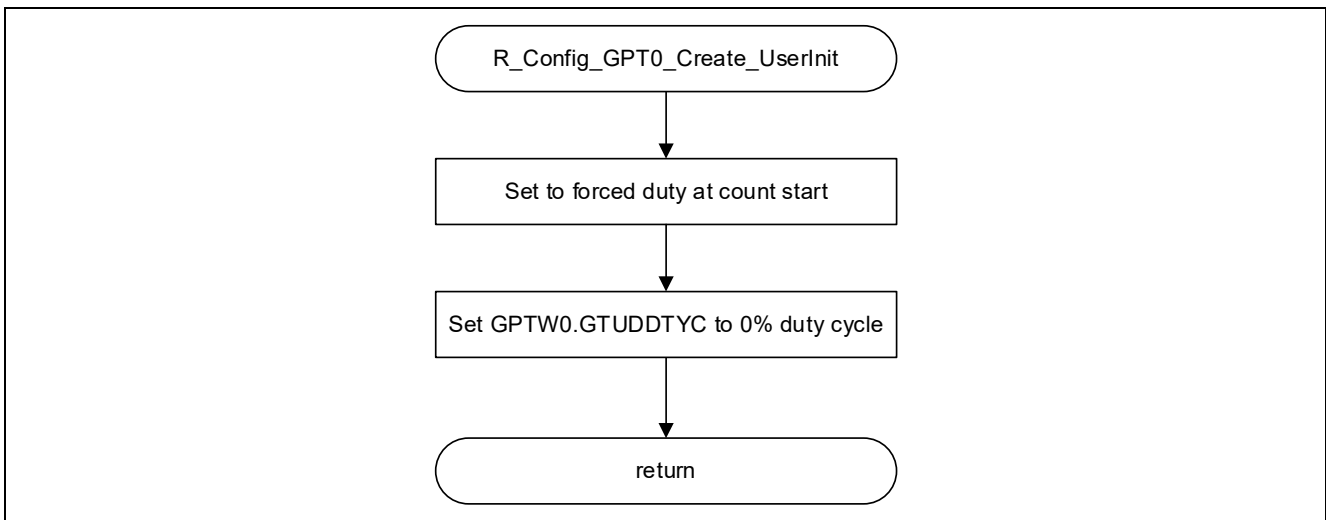 R_Config_GPT0_Create_UserInit
Set to forced duty at count start
Set GPTW0.GTUDDTYC to 0% duty cycle
return